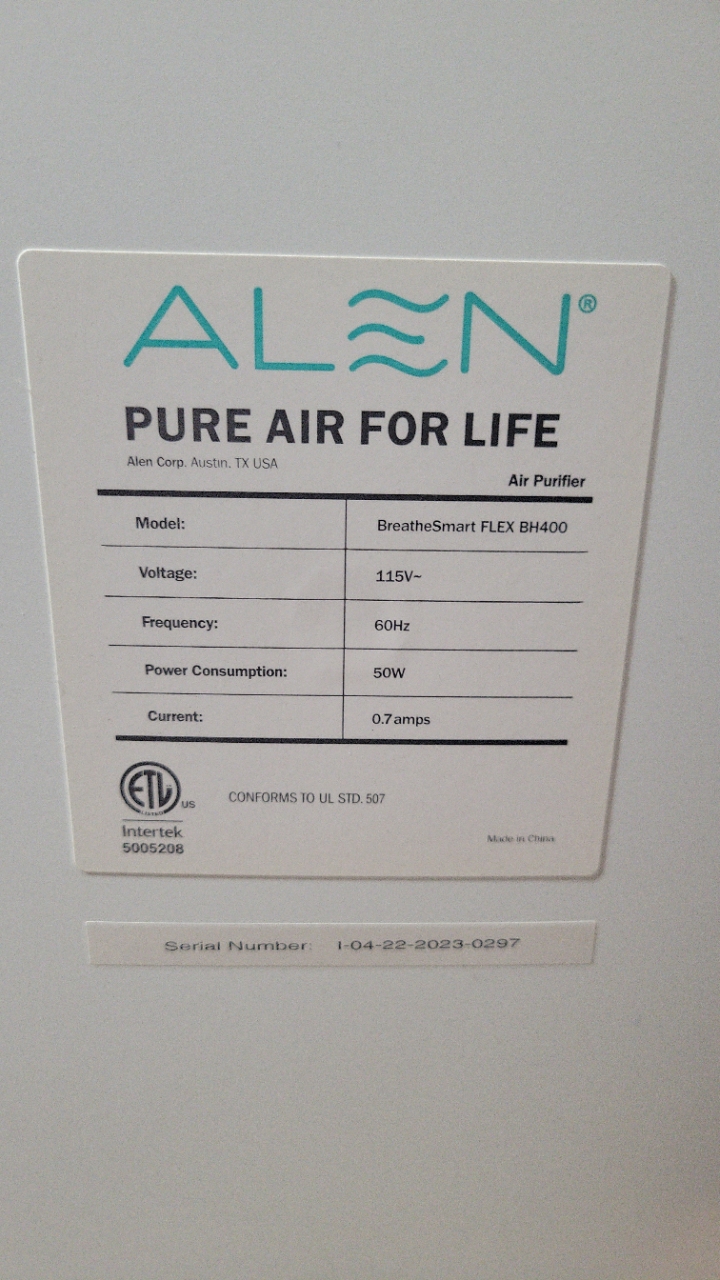 ALEN®
PURE AIR FOR LIFE
Alen Corp. Austin, TX USA
Air Purifier
Model: BreatheSmart FLEX BH400
Voltage: 115V~
Frequency: 60Hz
Power Consumption: 50W
Current: 0.7amps
ETL US
LISTED
CONFORMS TO UL STD. 507
Intertek
5005208
Made in China
Serial Number: I-04-22-2023-0297